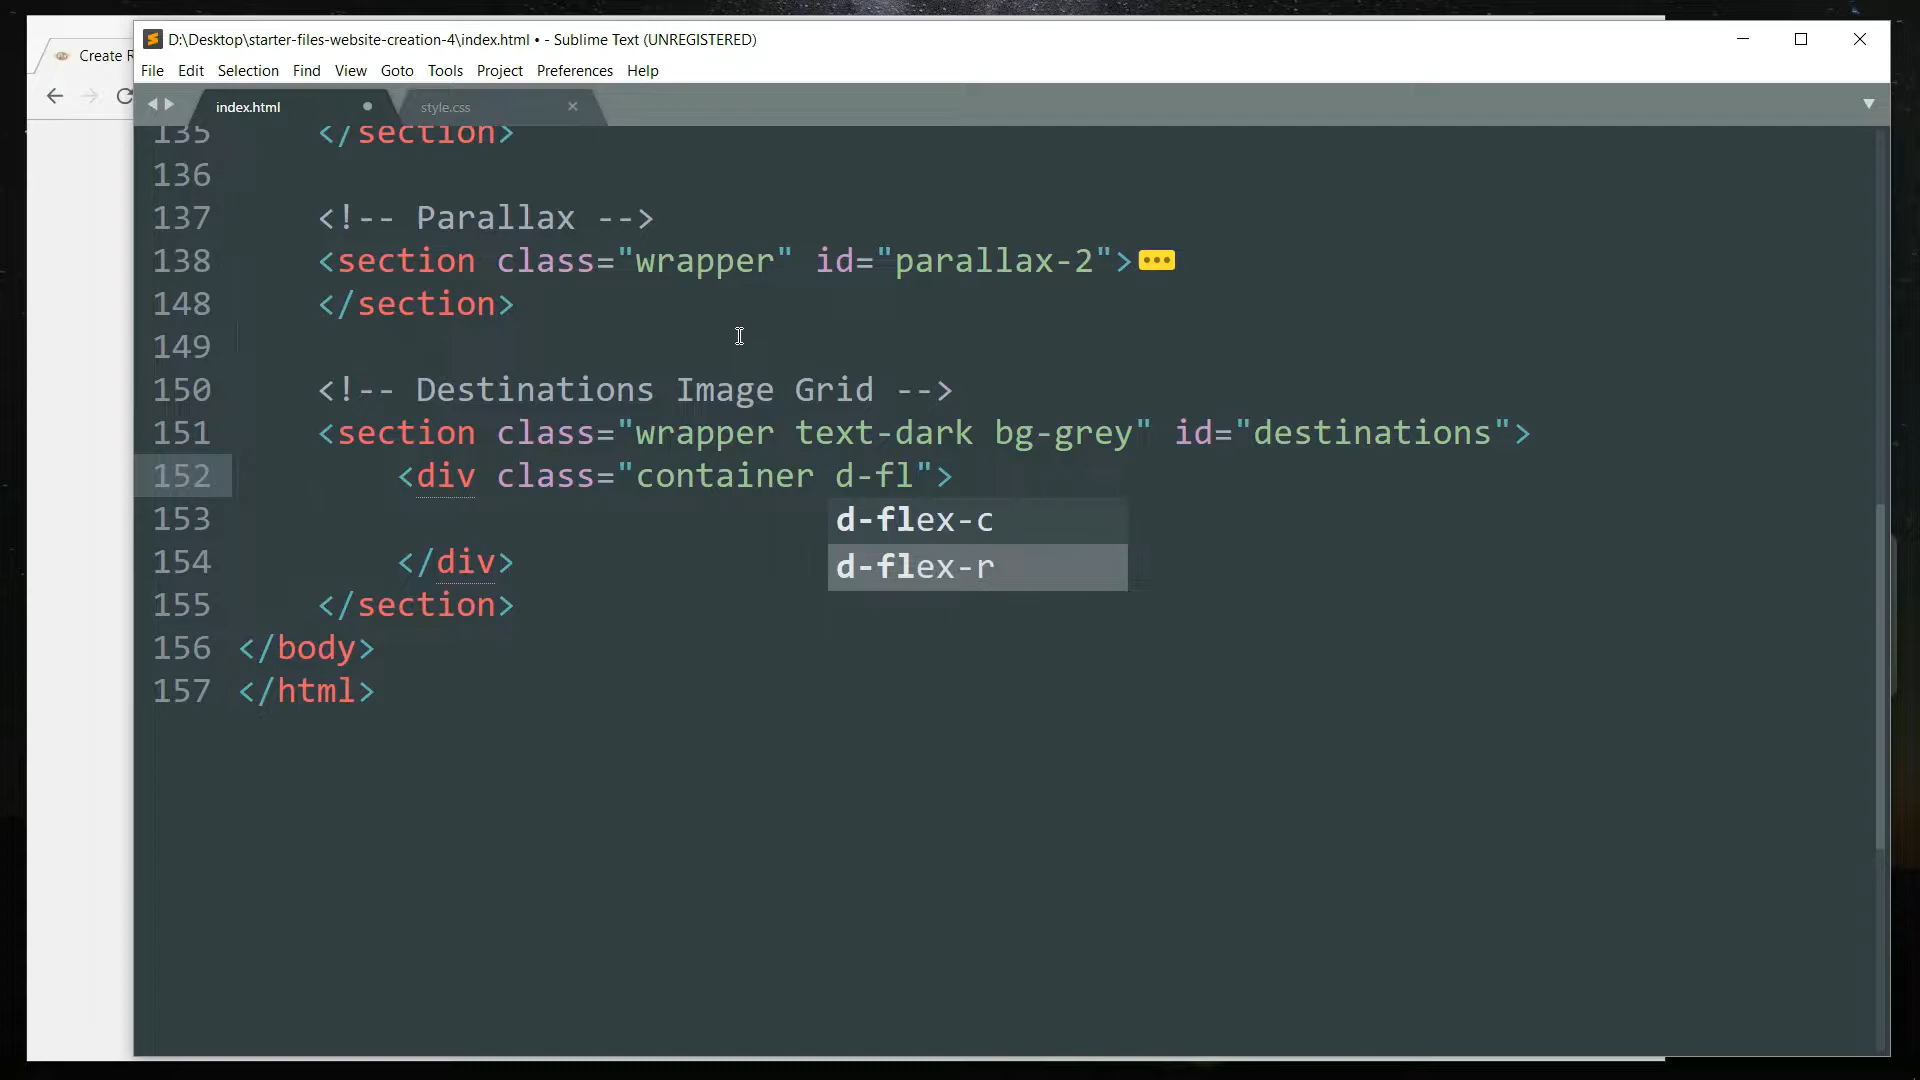 D:\Desktop\starter-files-website-creation-4\index.html • - Sublime Text (UNREGISTERED)
Create R
File Edit Selection Find View Goto Tools Project Preferences Help
index.html style.css
135 </section>
136
137 <!-- Parallax -->
138 <section class="wrapper" id="parallax-2">
148 </section>
149
150 <!-- Destinations Image Grid -->
151 <section class="wrapper text-dark bg-grey" id="destinations">
152 <div class="container d-fl">
153 d-flex-c
154 </div> d-flex-r
155 </section>
156 </body>
157 </html>